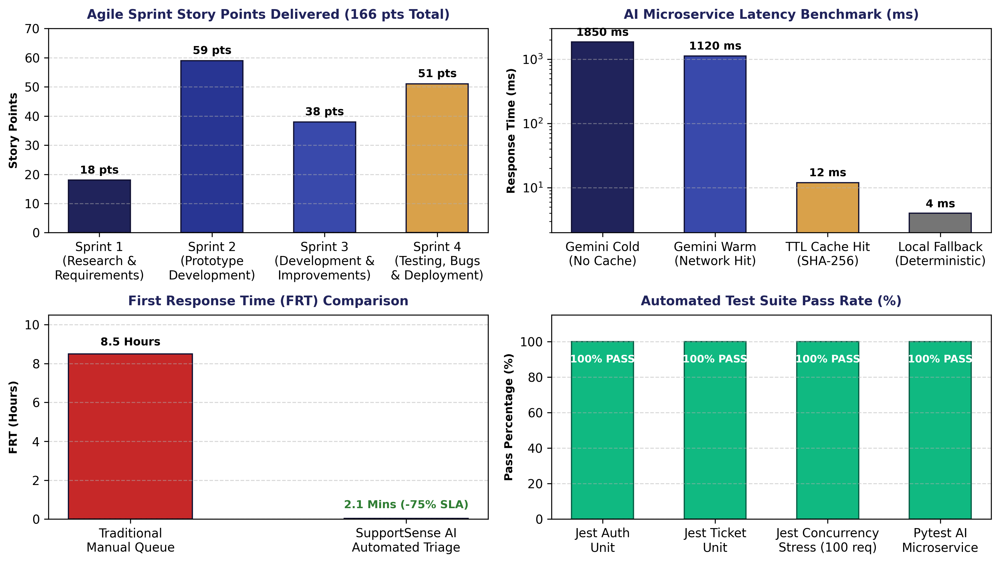 Agile Sprint Story Points Delivered (166 pts Total)
Story Points
70
60
50
40
30
20
10
0
18 pts
59 pts
38 pts
51 pts
Sprint 1
(Research &
Requirements)
Sprint 2
(Prototype
Development)
Sprint 3
(Development &
Improvements)
Sprint 4
(Testing, Bugs
& Deployment)
AI Microservice Latency Benchmark (ms)
Response Time (ms)
10³
10²
10¹
1850 ms
1120 ms
12 ms
4 ms
Gemini Cold
(No Cache)
Gemini Warm
(Network Hit)
TTL Cache Hit
(SHA-256)
Local Fallback
(Deterministic)
First Response Time (FRT) Comparison
FRT (Hours)
10
8
6
4
2
0
8.5 Hours
2.1 Mins (-75% SLA)
Traditional
Manual Queue
SupportSense AI
Automated Triage
Automated Test Suite Pass Rate (%)
Pass Percentage (%)
100
80
60
40
20
0
100% PASS
100% PASS
100% PASS
100% PASS
Jest Auth
Unit
Jest Ticket
Unit
Jest Concurrency
Stress (100 req)
Pytest AI
Microservice